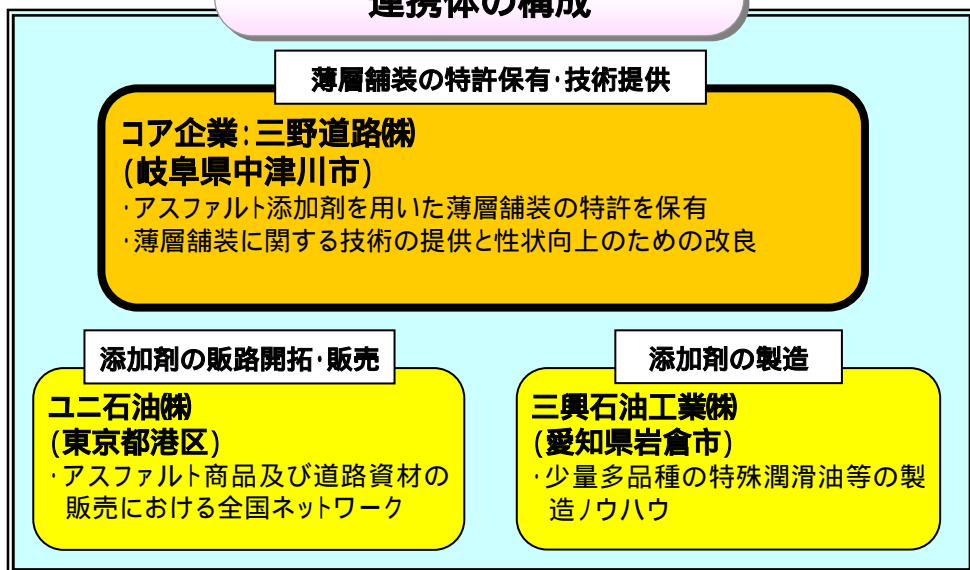 連携体の構成
薄層舗装の特許保有・技術提供
コア企業:三野道路㈱
(岐阜県中津川市)
・アスファルト添加剤を用いた薄層舗装の特許を保有
・薄層舗装に関する技術の提供と性状向上のための改良
添加剤の販路開拓・販売
ユニ石油㈱
(東京都港区)
・アスファルト商品及び道路資材の
販売における全国ネットワーク
添加剤の製造
三興石油工業㈱
(愛知県岩倉市)
・少量多品種の特殊潤滑油等の製
造ノウハウ